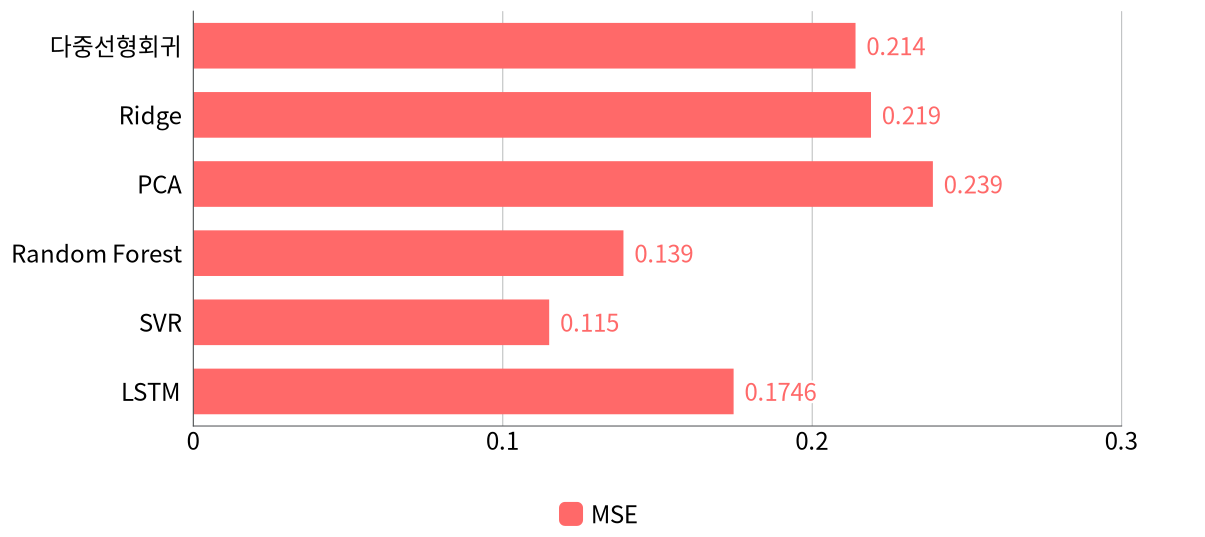 다중선형회귀 0.214
Ridge 0.219
PCA 0.239
Random Forest 0.139
SVR 0.115
LSTM 0.1746
0 0.1 0.2 0.3
MSE